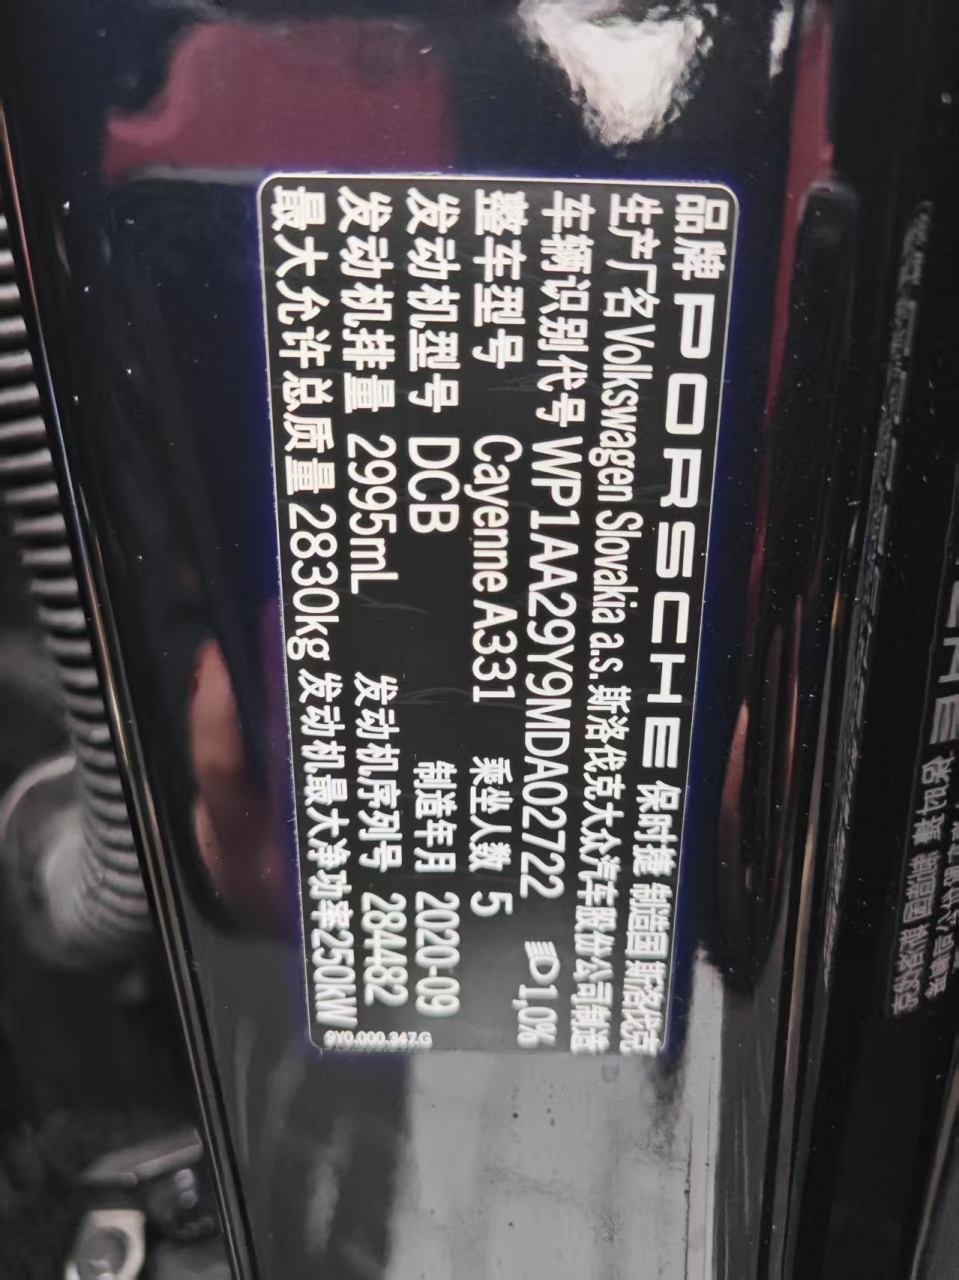 品牌 PORSCHE 保时捷 制造国 斯洛伐克
生产厂名 Volkswagen Slovakia a.s. 斯洛伐克大众汽车股份公司制造
车辆识别代号 WP1AA29Y9MDA02722 1,0%
整车型号 Cayenne A331 乘坐人数 5
发动机型号 DCB 制造年月 2020-09
发动机排量 2995mL 发动机序列号 284482
最大允许总质量 2830kg 发动机最大净功率250kW
9Y0.000.347.G